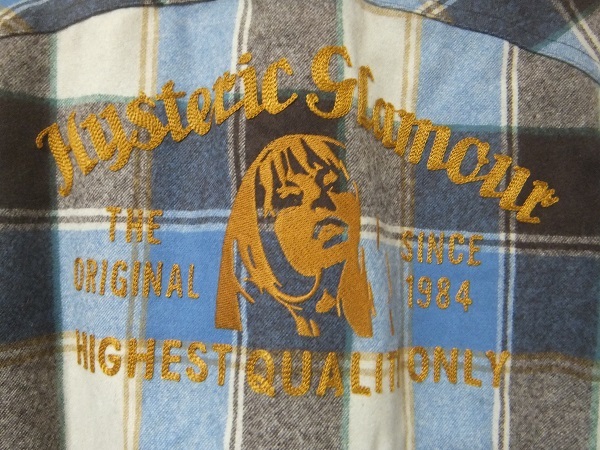 Hysteric Glamour
THE
ORIGINAL
SINCE
1984
HIGHEST QUALITY ONLY